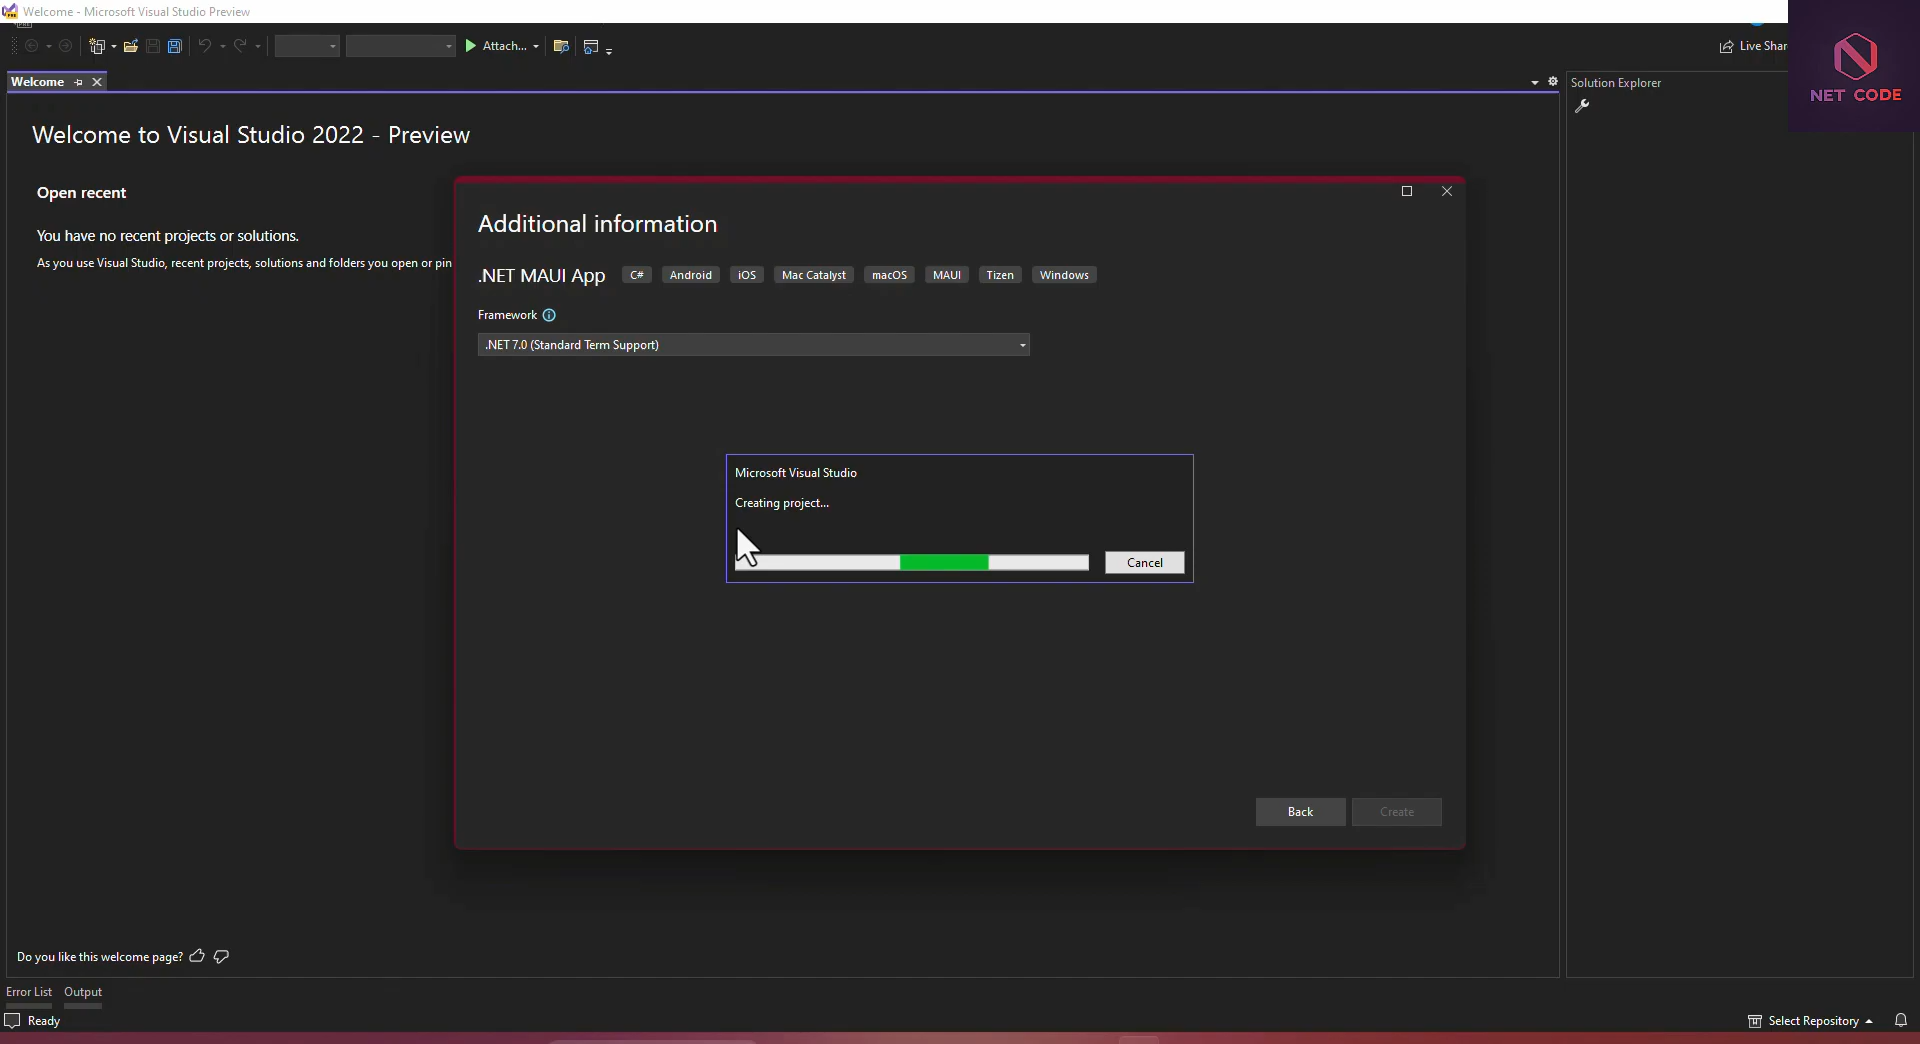 Welcome - Microsoft Visual Studio Preview
Attach...
Live Shar
NET CODE
Welcome
Solution Explorer
Welcome to Visual Studio 2022 - Preview
Open recent
You have no recent projects or solutions.
As you use Visual Studio, recent projects, solutions and folders you open or pin
Additional information
.NET MAUI App C# Android iOS Mac Catalyst macOS MAUI Tizen Windows
Framework
.NET 7.0 (Standard Term Support)
Microsoft Visual Studio
Creating project...
Cancel
Back Create
Do you like this welcome page?
Error List Output
Ready
Select Repository